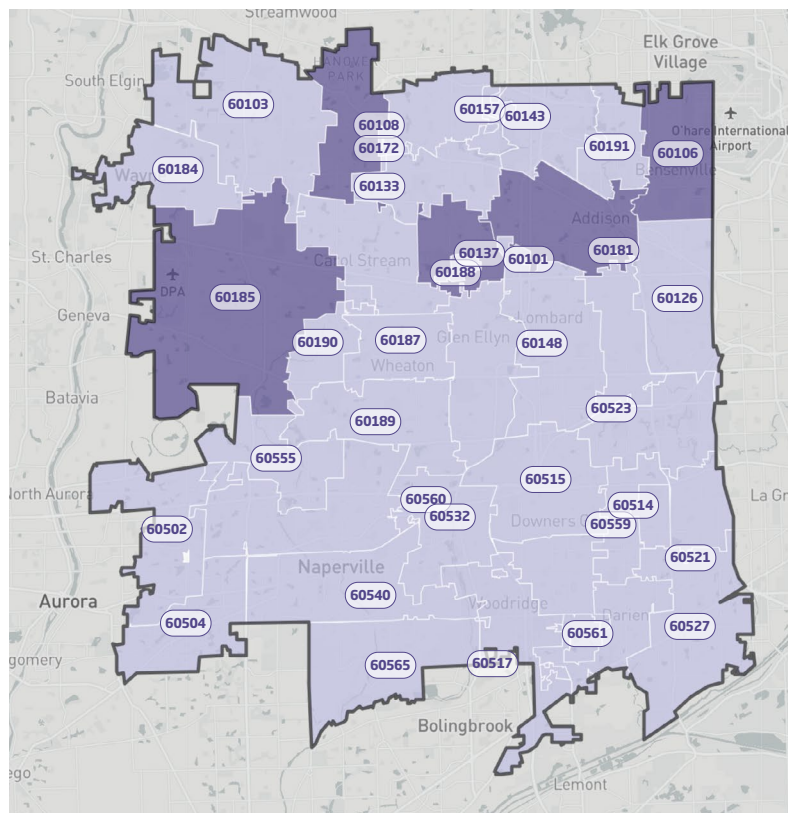 Streamwood
Elk Grove
Village
HANOVER
PARK
South Elgin
60103
60157
60143
60108
O'hare International
Airport
60172
60191
60106
60184
Wayn
Bensenville
60133
Addison
St. Charles
Carol Stream
60137
60181
60101
60188
DPA
60185
60126
Geneva
Lombard
Glen Ellyn
60190
60187
60148
Wheaton
Batavia
60523
60189
60555
60515
North Aurora
60560
60514
La Gr
60532
Downers G
60559
60502
60521
Naperville
60540
Aurora
Woodridge
Darien
60504
60527
60561
gomery
60565
60517
Bolingbrook
ego
Lemont